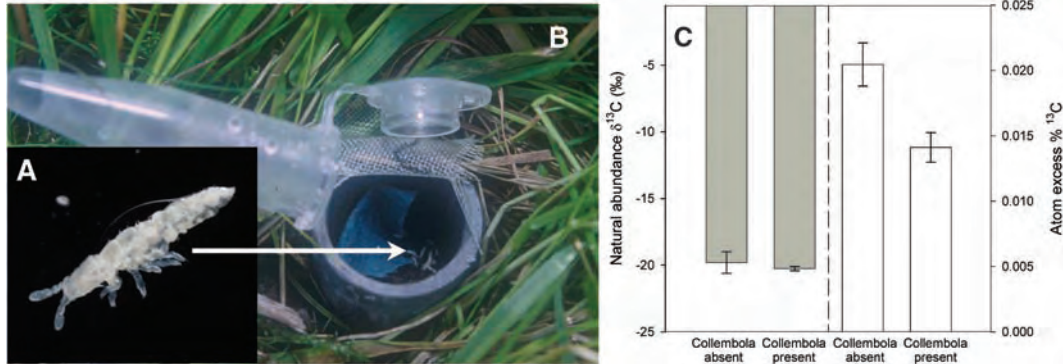 A
B
C
Natural abundance δ¹³C (‰)
-5
-10
-15
-20
-25
0.025
0.020
0.015
0.010
0.005
0.000
Atom excess % ¹³C
Collembola Collembola Collembola Collembola
absent present absent present